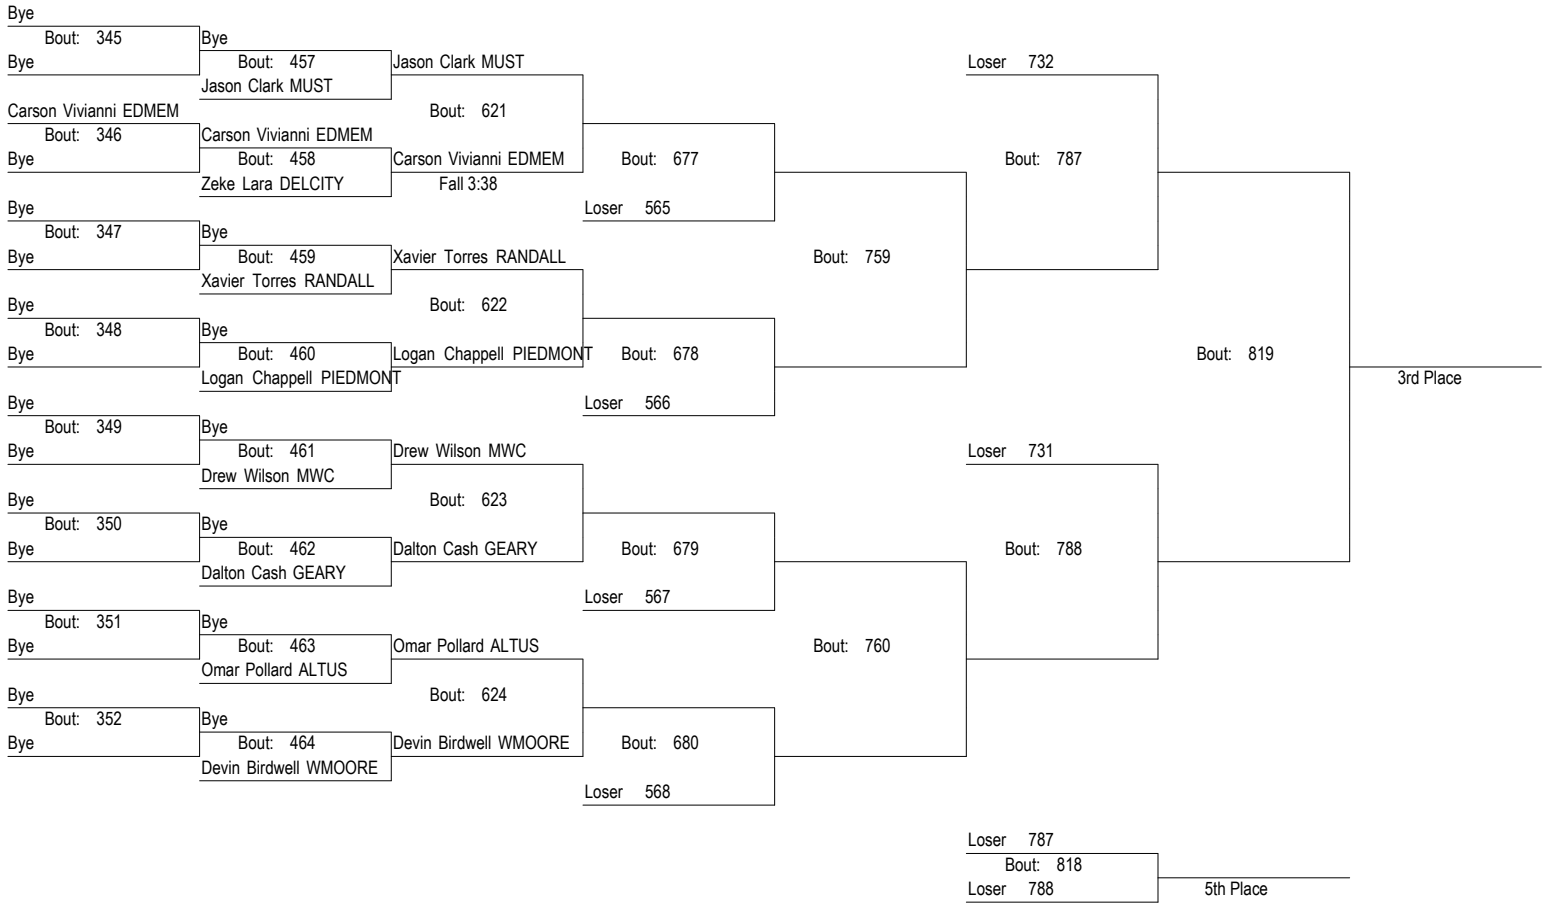 Bye
Bout: 345
Bye
Bye
Bout: 457
Jason Clark MUST
Jason Clark MUST
Loser 732
Carson Vivianni EDMEM
Bout: 621
Bout: 346
Carson Vivianni EDMEM
Bye
Bout: 458
Carson Vivianni EDMEM
Bout: 677
Bout: 787
Zeke Lara DELCITY
Fall 3:38
Bye
Loser 565
Bout: 347
Bye
Bye
Bout: 459
Xavier Torres RANDALL
Bout: 759
Xavier Torres RANDALL
Bye
Bout: 622
Bout: 348
Bye
Bye
Bout: 460
Logan Chappell PIEDMONT
Bout: 678
Bout: 819
Logan Chappell PIEDMONT
3rd Place
Bye
Loser 566
Bout: 349
Bye
Bye
Bout: 461
Drew Wilson MWC
Loser 731
Drew Wilson MWC
Bye
Bout: 623
Bout: 350
Bye
Bye
Bout: 462
Dalton Cash GEARY
Bout: 679
Bout: 788
Dalton Cash GEARY
Bye
Loser 567
Bout: 351
Bye
Bye
Bout: 463
Omar Pollard ALTUS
Bout: 760
Omar Pollard ALTUS
Bye
Bout: 624
Bout: 352
Bye
Bye
Bout: 464
Devin Birdwell WMOORE
Bout: 680
Devin Birdwell WMOORE
Loser 568
Loser 787
Bout: 818
Loser 788
5th Place